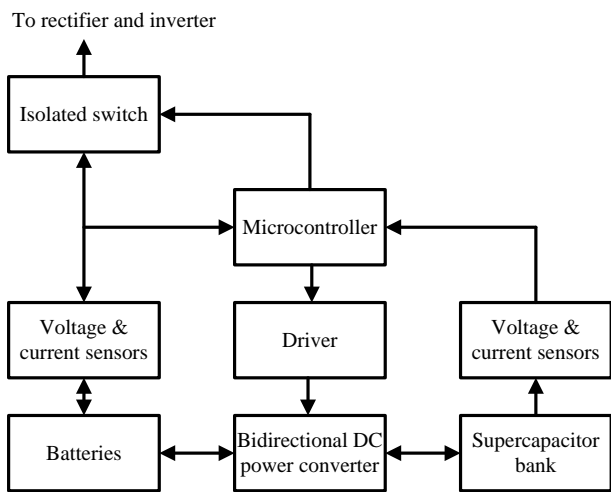 To rectifier and inverter
Isolated switch
Microcontroller
Voltage &
current sensors
Driver
Voltage &
current sensors
Batteries
Bidirectional DC
power converter
Supercapacitor
bank